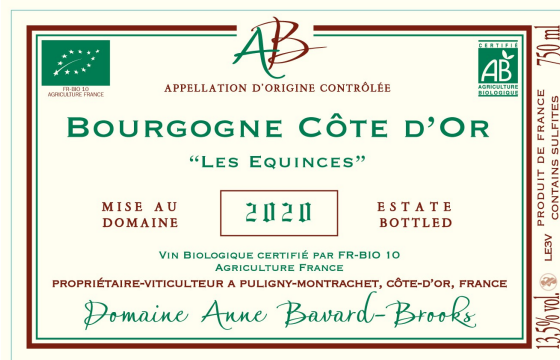 AB
FR-BIO 10
AGRICULTURE FRANCE
CERTIFIÉ
AB
AGRICULTURE
BIOLOGIQUE
APPELLATION D'ORIGINE CONTRÔLÉE
BOURGOGNE CÔTE D'OR
“LES EQUINCES”
MISE AU
DOMAINE
2020
ESTATE
BOTTLED
VIN BIOLOGIQUE CERTIFIÉ PAR FR-BIO 10
AGRICULTURE FRANCE
PROPRIÉTAIRE-VITICULTEUR A PULIGNY-MONTRACHET, CÔTE-D'OR, FRANCE
Domaine Anne Bavard-Brooks
13,5% vol.
LE3V
PRODUIT DE FRANCE
CONTAINS SULFITES
750 ml